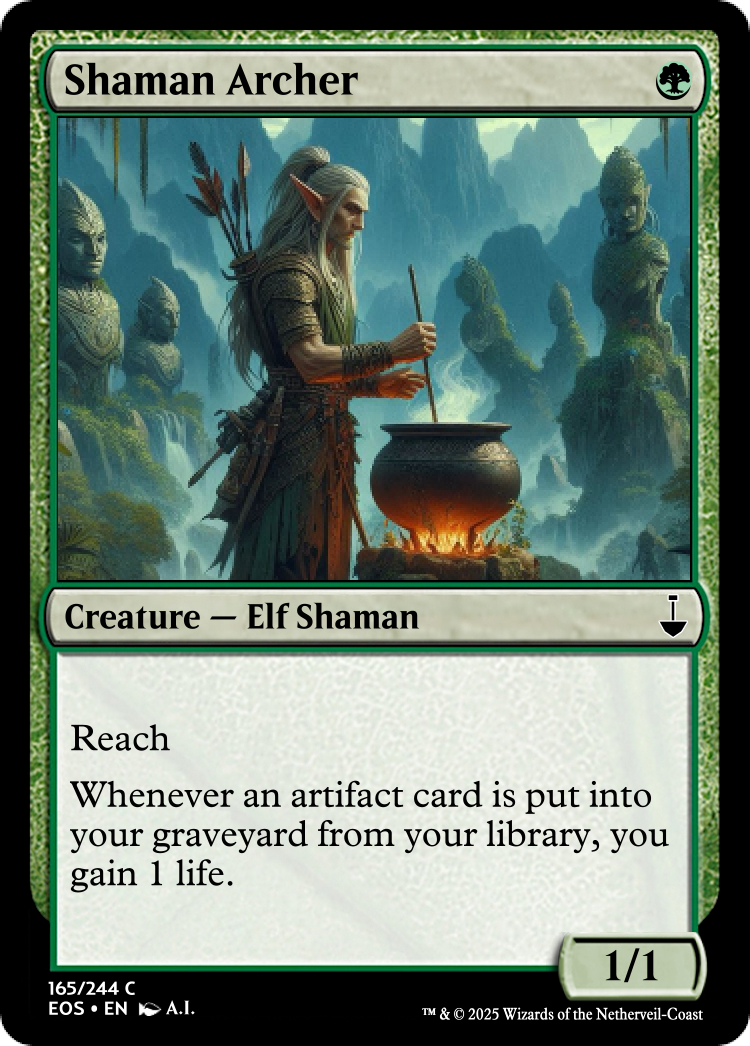 Shaman Archer
Creature — Elf Shaman
Reach
Whenever an artifact card is put into
your graveyard from your library, you
gain 1 life.
1/1
165/244 C
EOS • EN A.I.
™ & © 2025 Wizards of the Netherveil-Coast